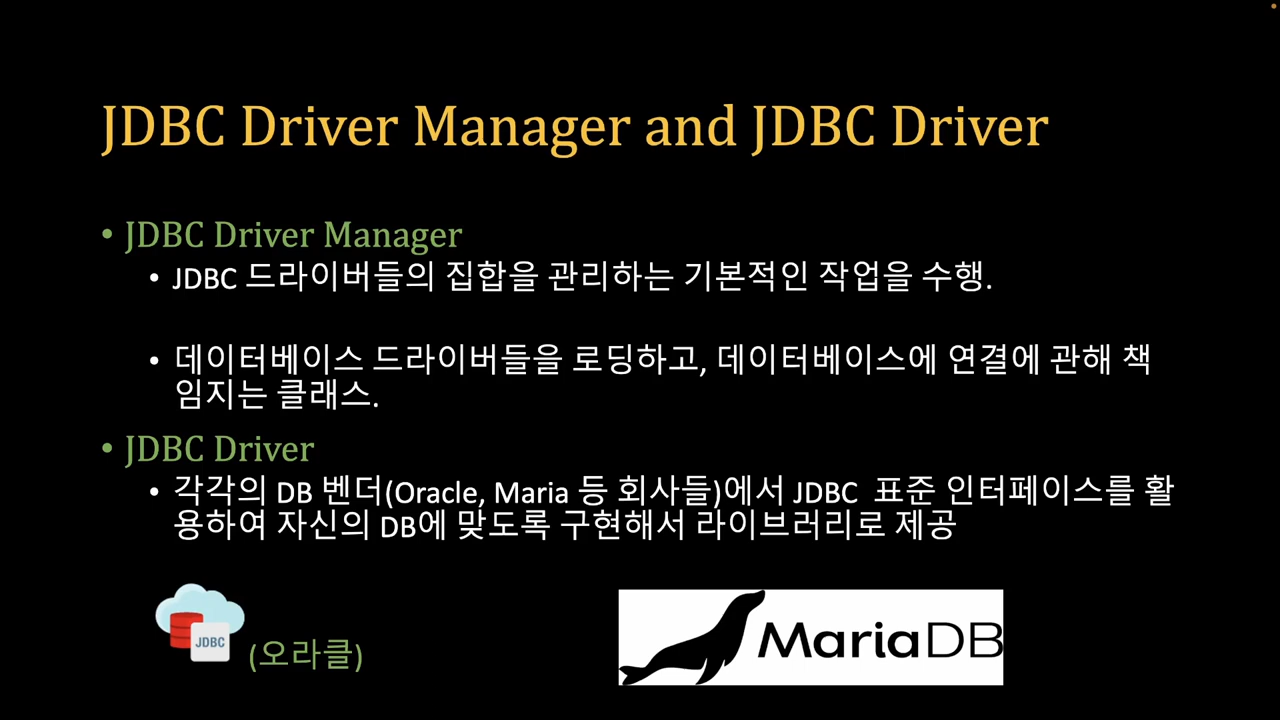 JDBC Driver Manager and JDBC Driver
• JDBC Driver Manager
• JDBC 드라이버들의 집합을 관리하는 기본적인 작업을 수행.
• 데이터베이스 드라이버들을 로딩하고, 데이터베이스에 연결에 관해 책
임지는 클래스.
• JDBC Driver
• 각각의 DB 벤더(Oracle, Maria 등 회사들)에서 JDBC 표준 인터페이스를 활
용하여 자신의 DB에 맞도록 구현해서 라이브러리로 제공
JDBC
(오라클)
MariaDB